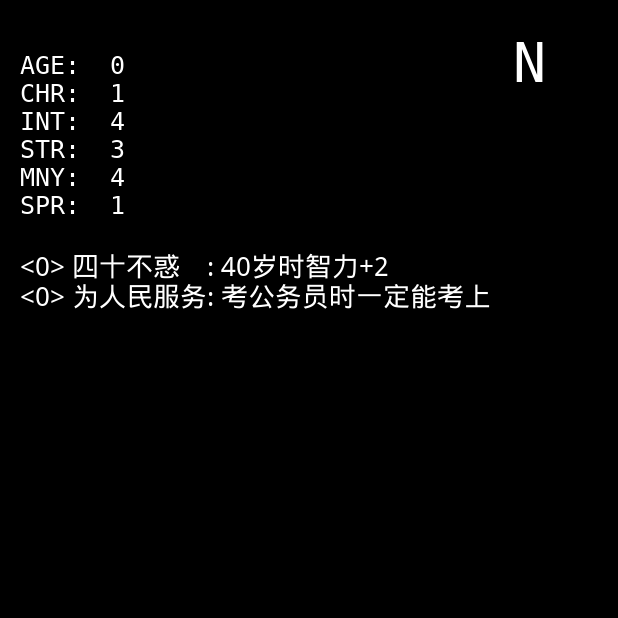 N
AGE: 0
CHR: 1
INT: 4
STR: 3
MNY: 4
SPR: 1
<0> 四十不惑 : 40岁时智力+2
<0> 为人民服务: 考公务员时一定能考上